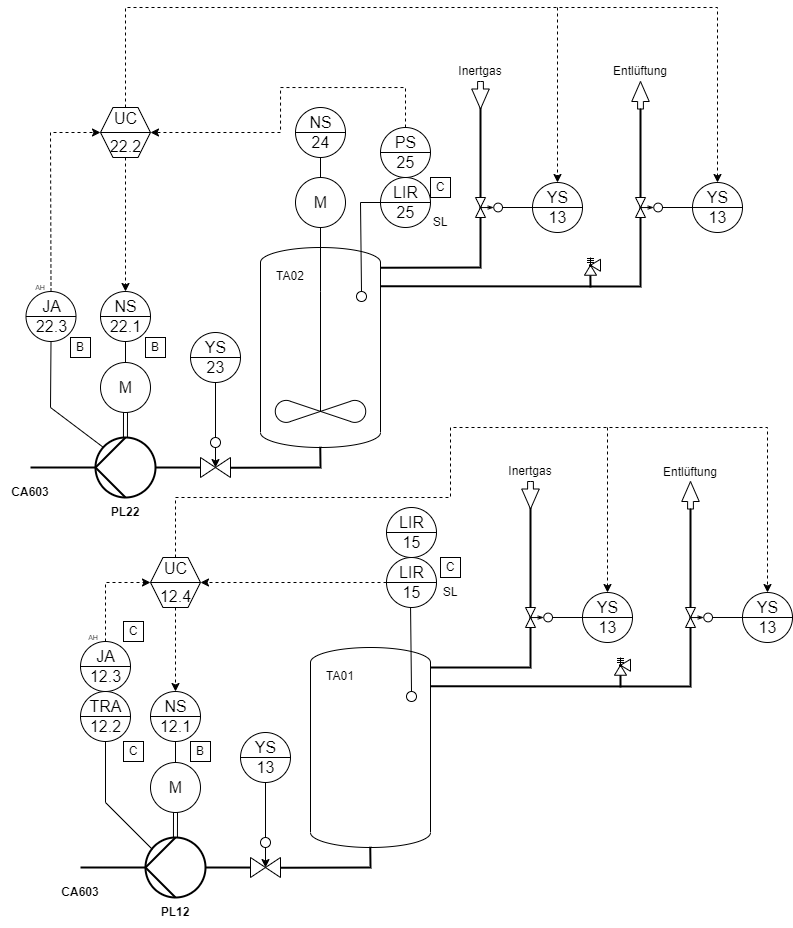 Inertgas
Entlüftung
UC
22.2
NS
24
PS
25
LIR
25
C
SL
M
YS
13
YS
13
TA02
AH
JA
22.3
B
NS
22.1
B
M
YS
23
CA603
PL22
Inertgas
Entlüftung
LIR
15
LIR
15
C
SL
UC
12.4
YS
13
YS
13
AH
C
JA
12.3
TRA
12.2
C
NS
12.1
B
M
TA01
YS
13
CA603
PL12